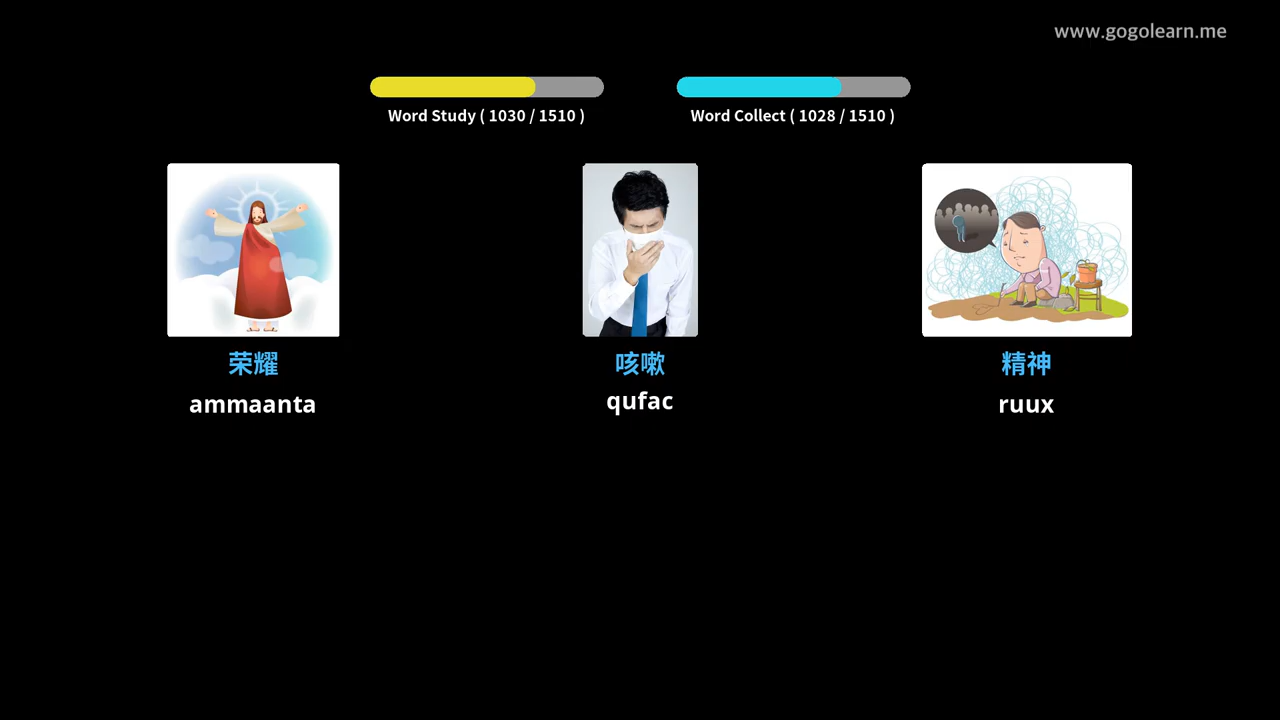 www.gogolearn.me
Word Study ( 1030 / 1510 )
Word Collect ( 1028 / 1510 )
荣耀
咳嗽
精神
ammaanta
qufac
ruux